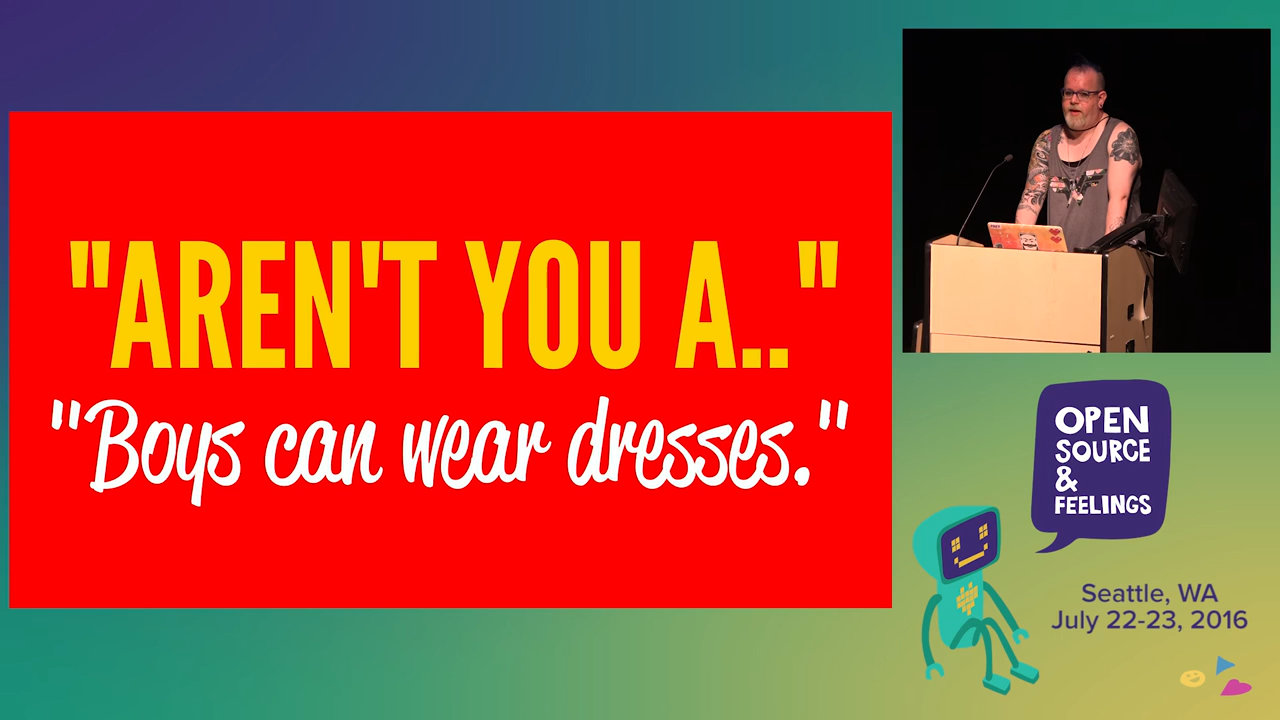 "AREN'T YOU A.."
"Boys can wear dresses."
OPEN
SOURCE
&
FEELINGS
Seattle, WA
July 22-23, 2016